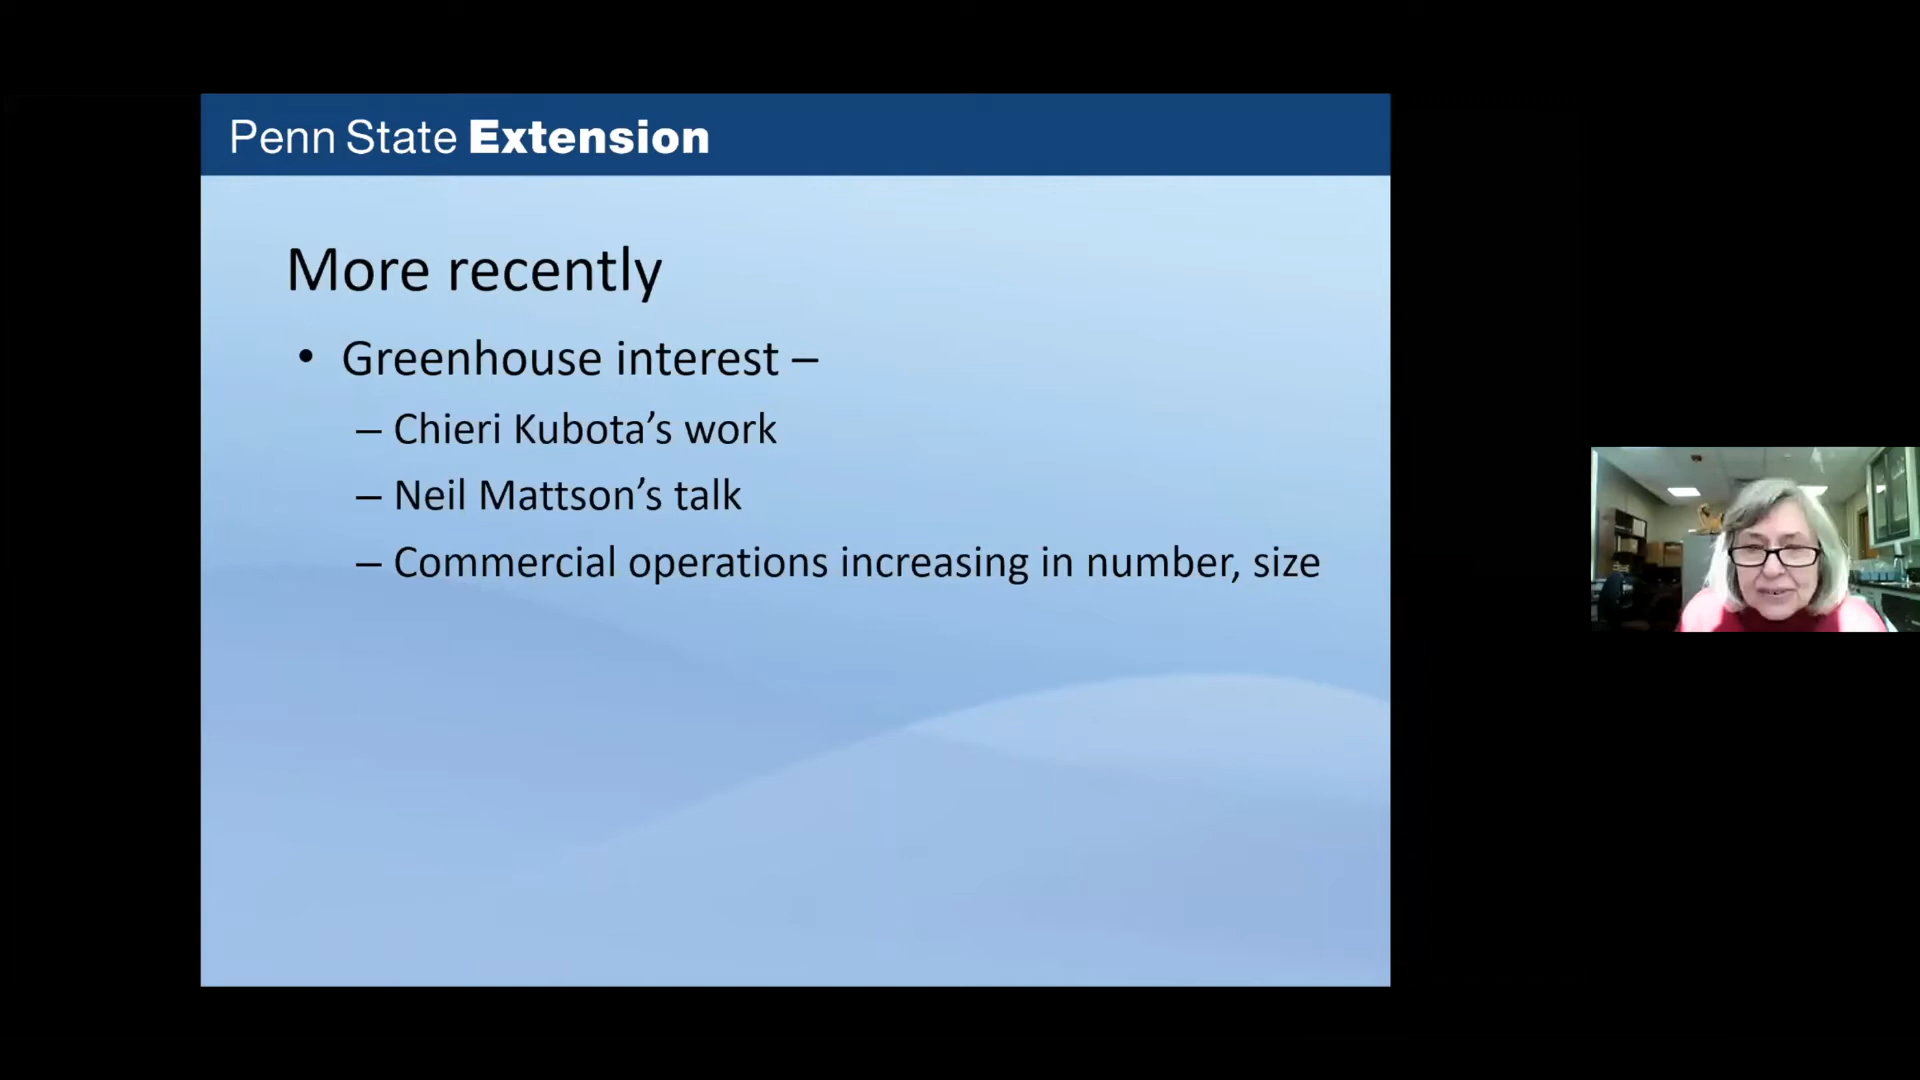 Penn State Extension
More recently
• Greenhouse interest –
– Chieri Kubota’s work
– Neil Mattson’s talk
– Commercial operations increasing in number, size